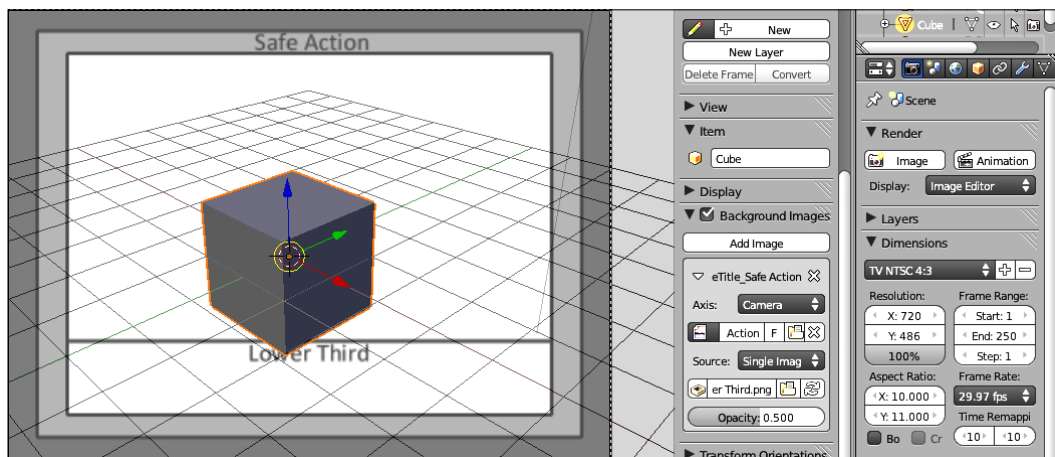 Safe Action
Lower Third
New
New Layer
Delete Frame Convert
View
Item
Cube
Display
Background Images
Add Image
eTitle_Safe Action
Axis: Camera
Action F
Source: Single Imag
er Third.png
Opacity: 0.500
Transform Orientations
Cube
Scene
Render
Image Animation
Display: Image Editor
Layers
Dimensions
TV NTSC 4:3
Resolution: Frame Range:
X: 720 Start: 1
Y: 486 End: 250
100% Step: 1
Aspect Ratio: Frame Rate:
X: 10.000 29.97 fps
Y: 11.000 Time Remappi
Bo Cr 10 10